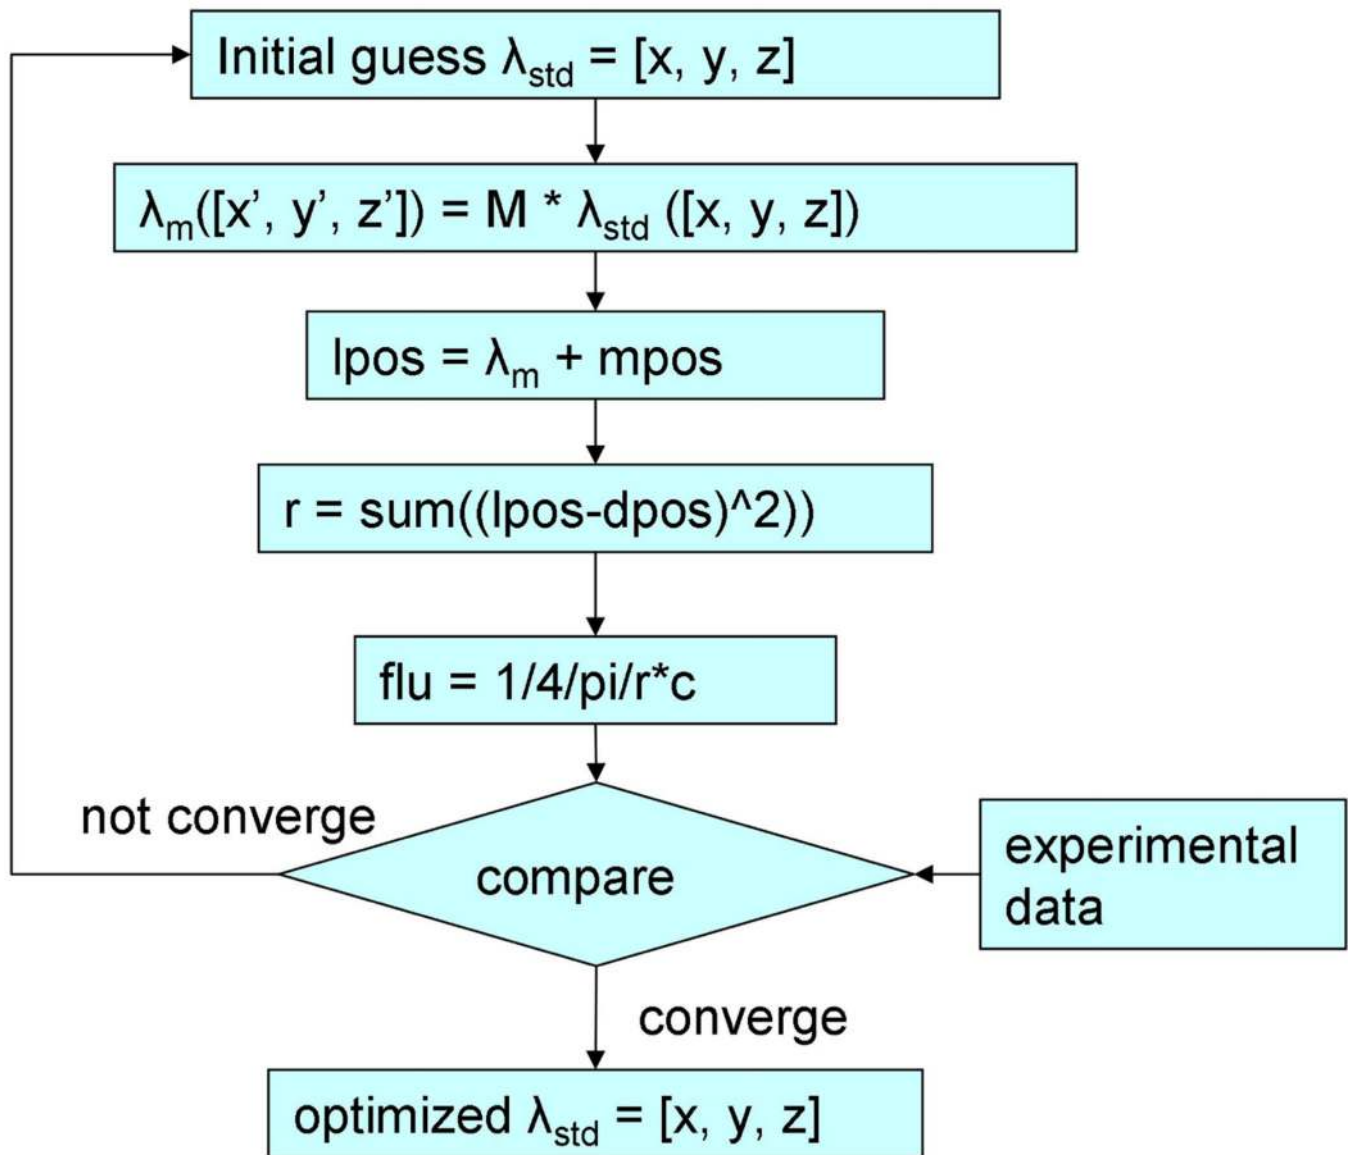 Initial guess λstd = [x, y, z]
λm([x’, y’, z’]) = M * λstd ([x, y, z])
lpos = λm + mpos
r = sum((lpos-dpos)^2))
flu = 1/4/pi/r*c
not converge
compare
experimental
data
converge
optimized λstd = [x, y, z]